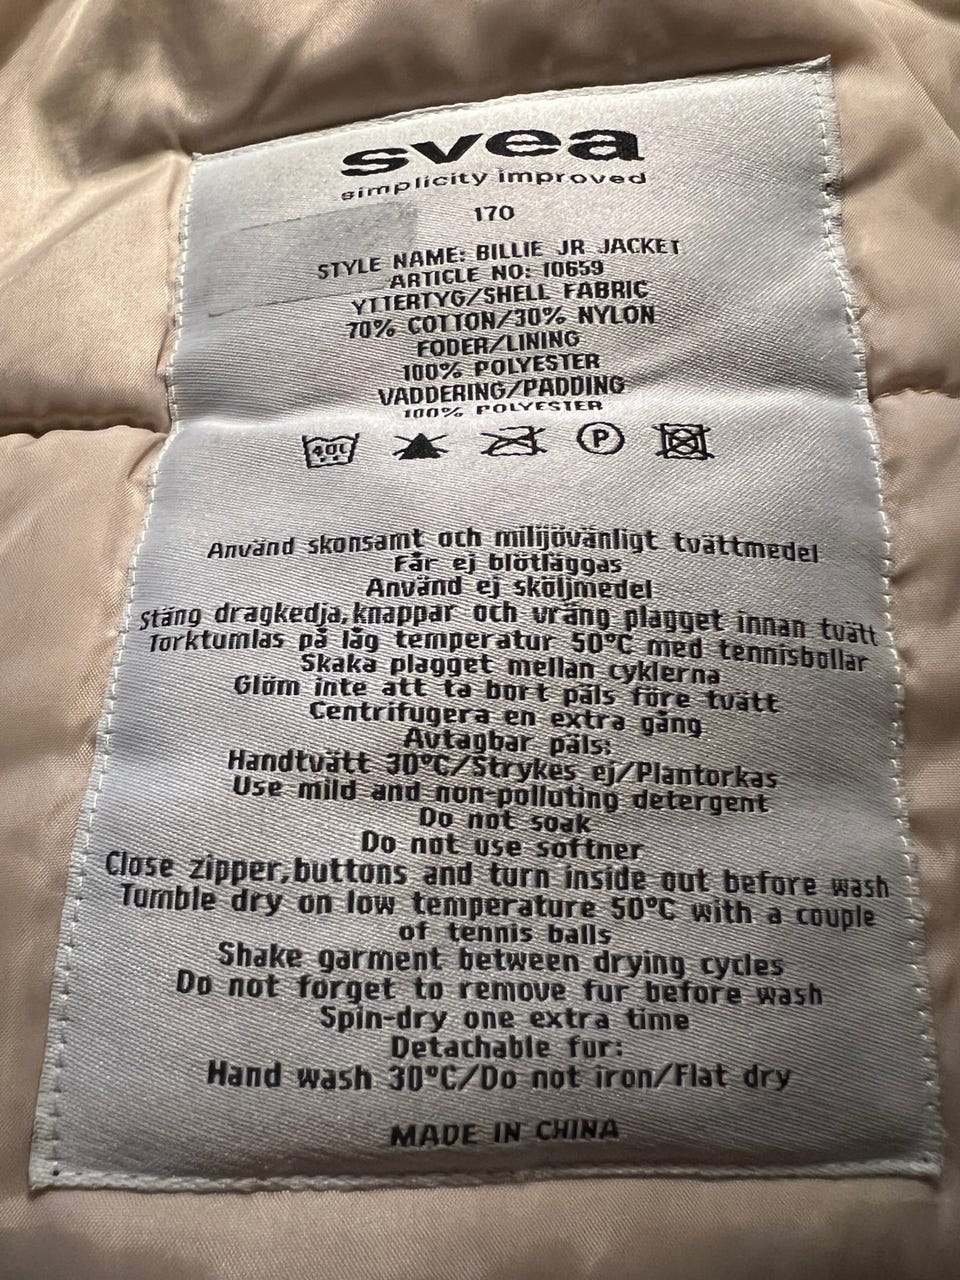 svea
simplicity improved
170
STYLE NAME: BILLIE JR JACKET
ARTICLE NO: 10659
YTTERTYG/SHELL FABRIC
70% COTTON/30% NYLON
FODER/LINING
100% POLYESTER
VADDERING/PADDING
100% POLYESTER
40C P
Använd skonsamt och milijövänligt tvättmedel
Får ej blötläggas
Använd ej sköljmedel
Stäng dragkedja,knappar och vräng plagget innan tvätt
Torktumlas på låg temperatur 50°C med tennisbollar
Skaka plagget mellan cyklerna
Glöm inte att ta bort päls före tvätt
Centrifugera en extra gång
Avtagbar päls:
Handtvätt 30°C/Strykes ej/Plantorkas
Use mild and non-polluting detergent
Do not soak
Do not use softner
Close zipper,buttons and turn inside out before wash
Tumble dry on low temperature 50°C with a couple
of tennis balls
Shake garment between drying cycles
Do not forget to remove fur before wash
Spin-dry one extra time
Detachable fur:
Hand wash 30°C/Do not iron/Flat dry
MADE IN CHINA